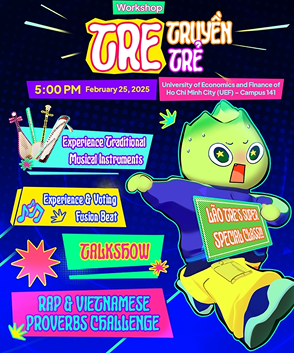 Workshop
TRE TRUYỀN
TRẺ
5:00 PM February 25, 2025
University of Economics and Finance of
Ho Chi Minh City (UEF) – Campus 141
Experience Traditional
Musical Instruments
Experience & Voting
Fusion Beat
LÃO TRE'S SUPER
SPECIAL CLASS!!!
TALKSHOW
RAP & VIETNAMESE
PROVERBS CHALLENGE